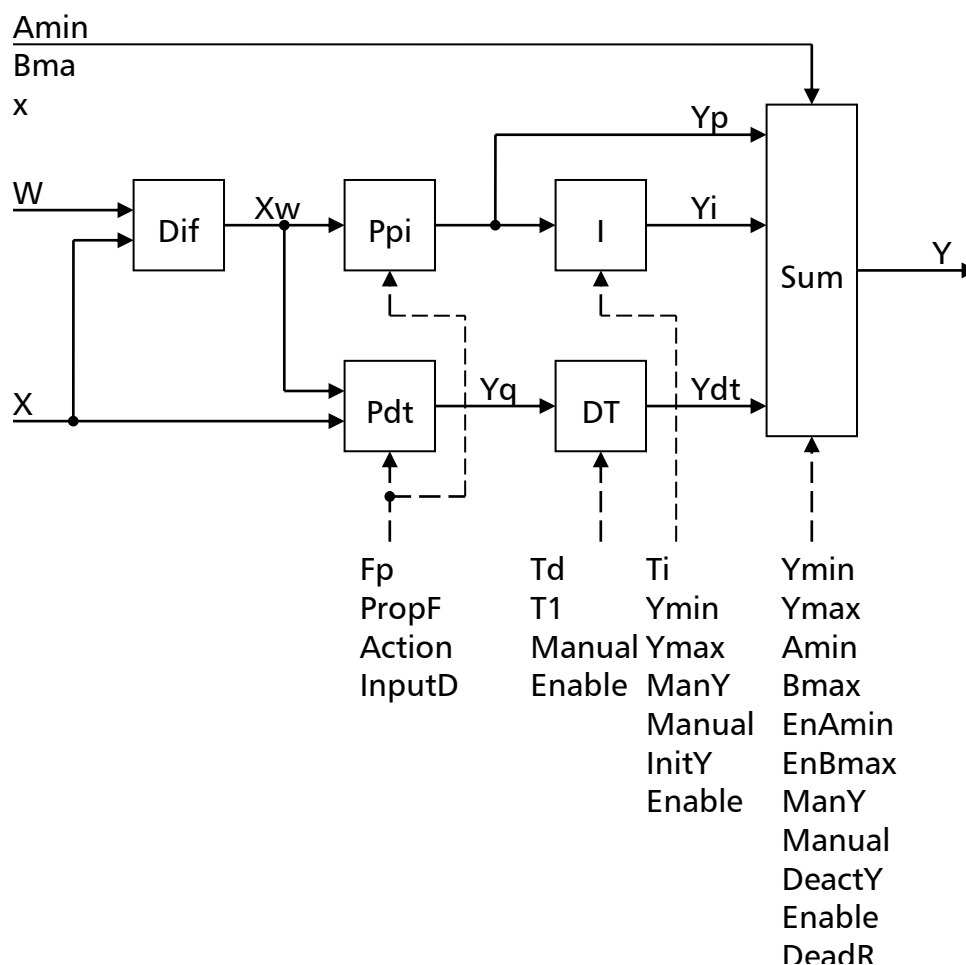 Amin
Bma
x
Yp
W
Xw
Yi
Dif
Ppi
I
Sum
Y
X
Yq
Ydt
Pdt
DT
Fp
PropF
Action
InputD
Td
T1
Manual
Enable
Ti
Ymin
Ymax
ManY
Manual
InitY
Enable
Ymin
Ymax
Amin
Bmax
EnAmin
EnBmax
ManY
Manual
DeactY
Enable
DeadR